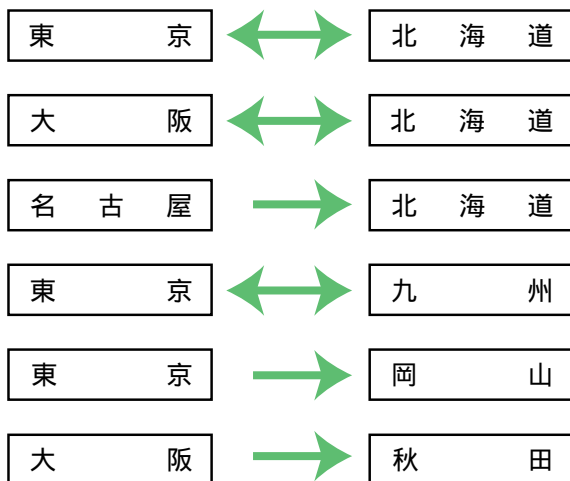 東京 北海道
大阪 北海道
名古屋 北海道
東京 九州
東京 岡山
大阪 秋田